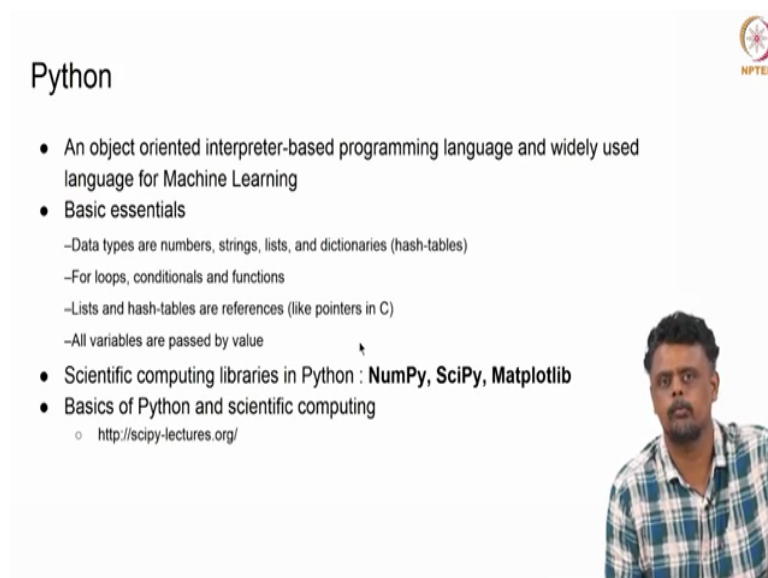 NPTEL
Python
● An object oriented interpreter-based programming language and widely used
language for Machine Learning
● Basic essentials
–Data types are numbers, strings, lists, and dictionaries (hash-tables)
–For loops, conditionals and functions
–Lists and hash-tables are references (like pointers in C)
–All variables are passed by value
● Scientific computing libraries in Python : NumPy, SciPy, Matplotlib
● Basics of Python and scientific computing
○ http://scipy-lectures.org/